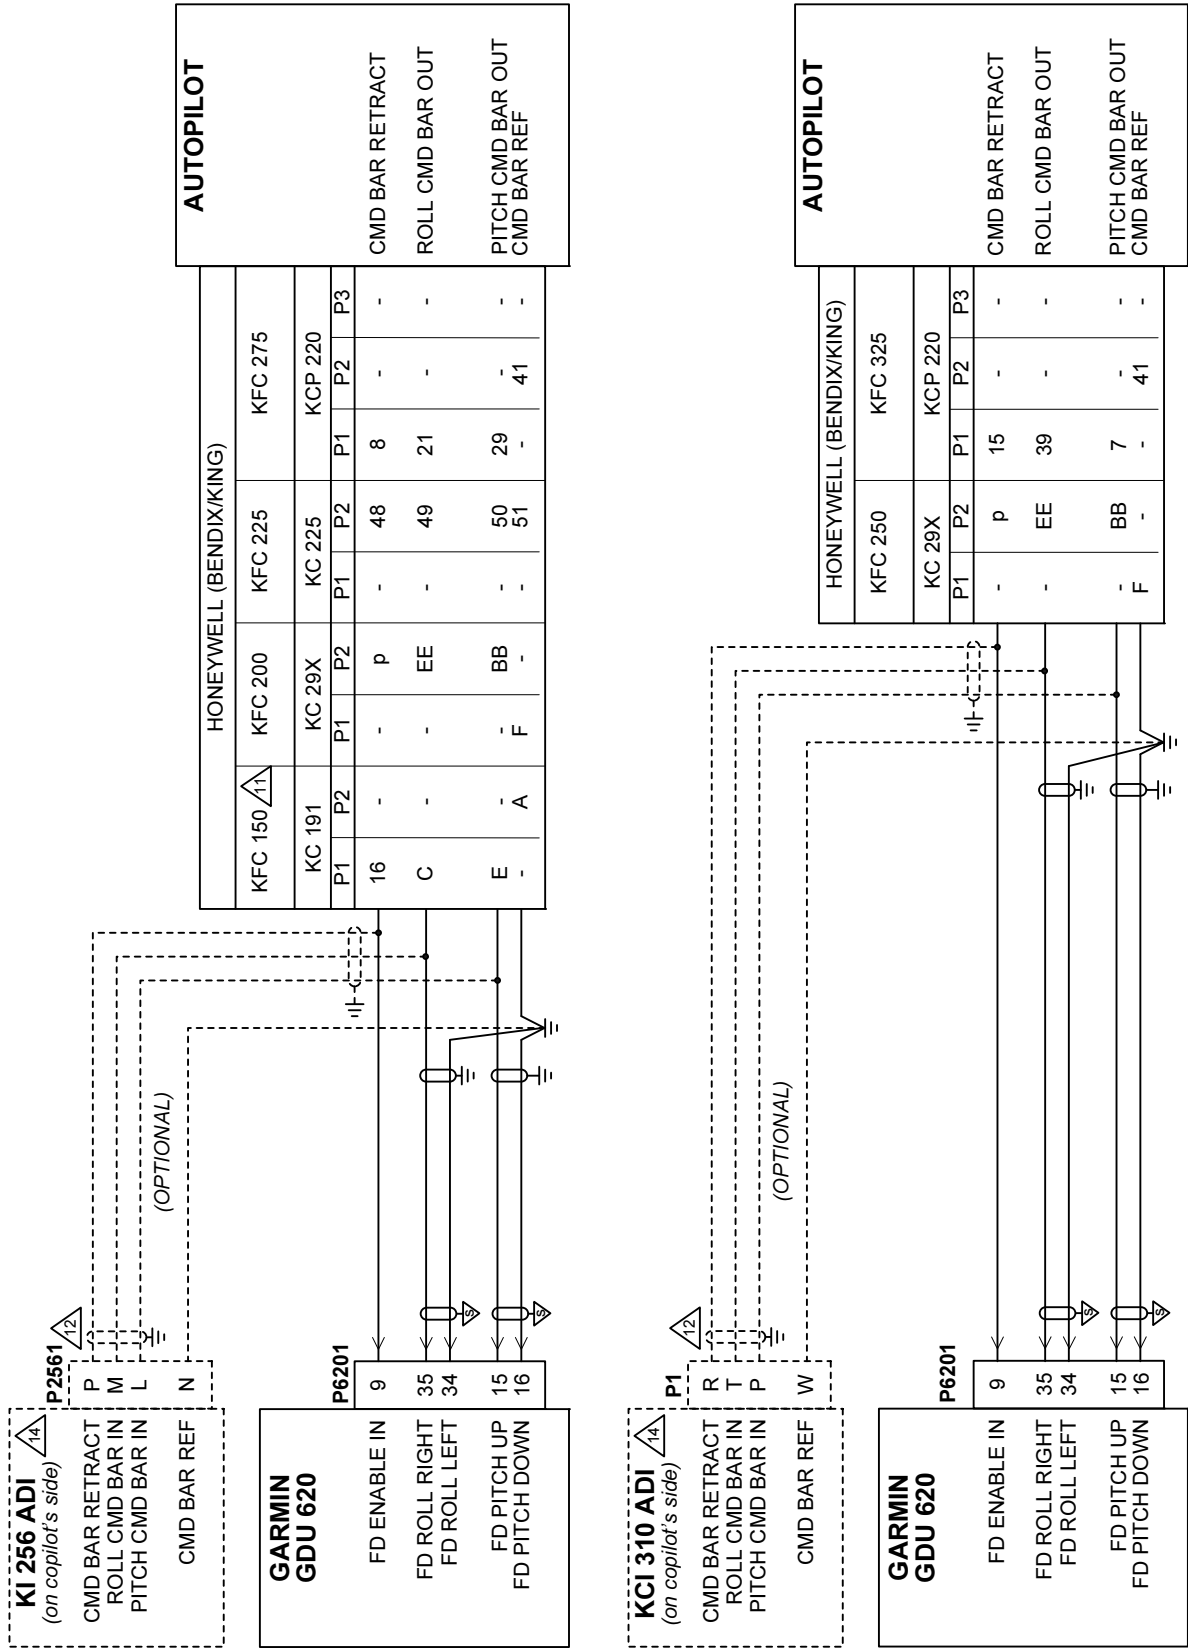 KI 256 ADI 14
(on copilot's side)
P2561 12
CMD BAR RETRACT P
ROLL CMD BAR IN M
PITCH CMD BAR IN L
CMD BAR REF N
(OPTIONAL)
GARMIN
GDU 620
P6201
FD ENABLE IN 9
FD ROLL RIGHT 35
FD ROLL LEFT 34
FD PITCH UP 15
FD PITCH DOWN 16
S
S
HONEYWELL (BENDIX/KING)
KFC 150 11 KFC 200 KFC 225 KFC 275
KC 191 KC 29X KC 225 KCP 220
P1 P2 P1 P2 P1 P2 P1 P2 P3
16 - - p - 48 8 - -
C - - EE - 49 21 - -
E - - BB - 50 29 - -
- A F - - 51 - 41 -
AUTOPILOT
CMD BAR RETRACT
ROLL CMD BAR OUT
PITCH CMD BAR OUT
CMD BAR REF
KCI 310 ADI 14
(on copilot's side)
P1 12
CMD BAR RETRACT R
ROLL CMD BAR IN T
PITCH CMD BAR IN P
CMD BAR REF W
(OPTIONAL)
GARMIN
GDU 620
P6201
FD ENABLE IN 9
FD ROLL RIGHT 35
FD ROLL LEFT 34
FD PITCH UP 15
FD PITCH DOWN 16
S
S
HONEYWELL (BENDIX/KING)
KFC 250 KFC 325
KC 29X KCP 220
P1 P2 P1 P2 P3
- p 15 - -
- EE 39 - -
- BB 7 - -
F - - 41 -
AUTOPILOT
CMD BAR RETRACT
ROLL CMD BAR OUT
PITCH CMD BAR OUT
CMD BAR REF